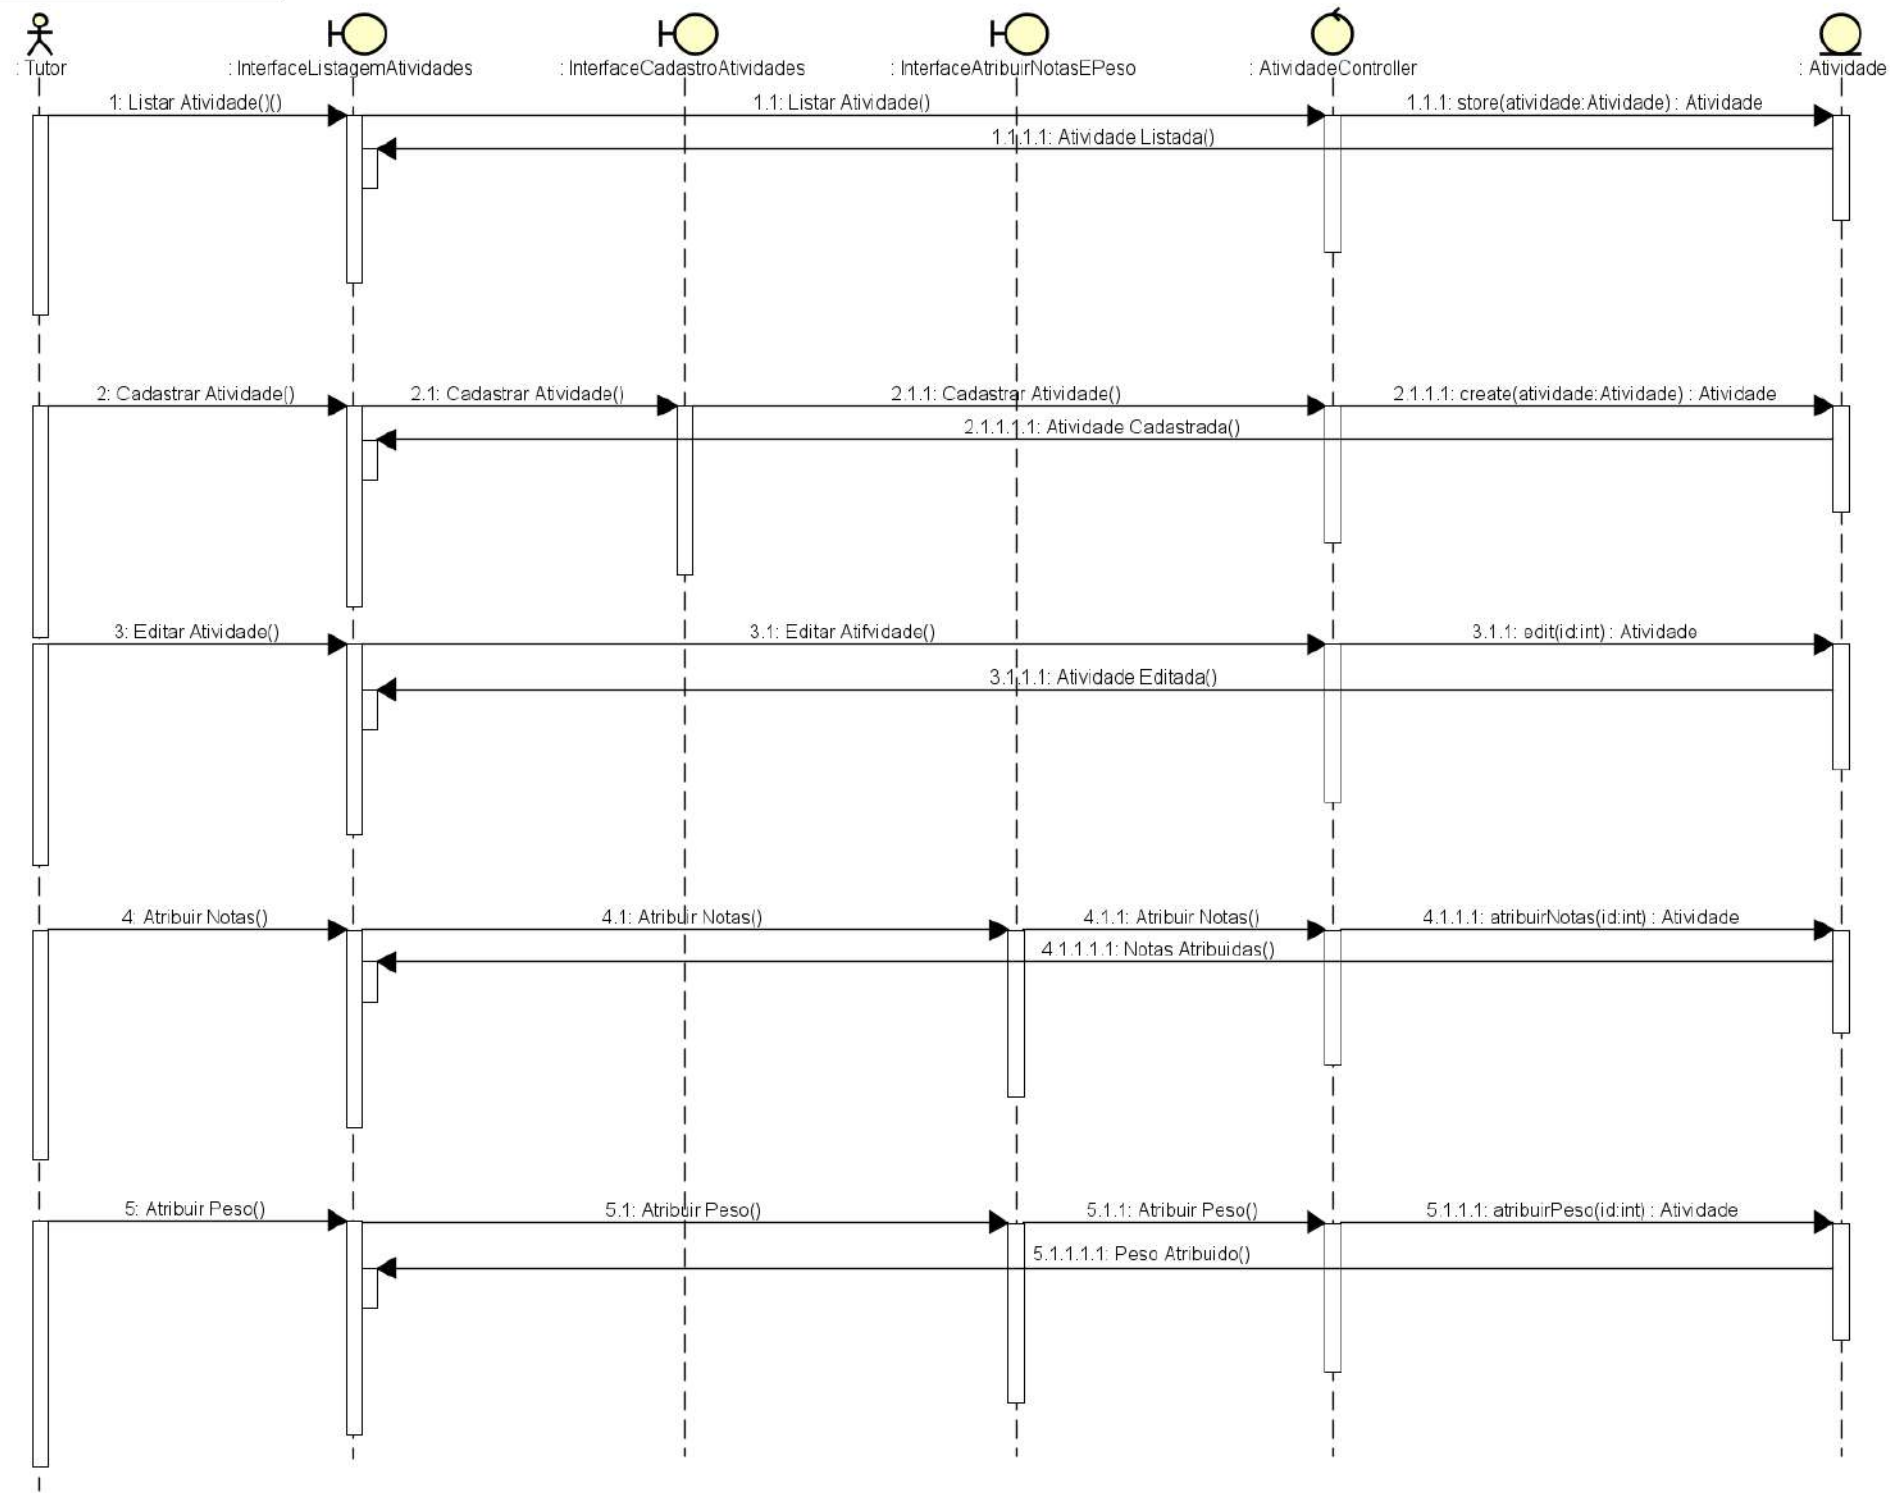 : Tutor
: InterfaceListagemAtividades
: InterfaceCadastroAtividades
: InterfaceAtribuirNotasEPeso
: AtividadeController
: Atividade
1: Listar Atividade()()
1.1: Listar Atividade()
1.1.1: store(atividade:Atividade) : Atividade
1.1.1.1: Atividade Listada()
2: Cadastrar Atividade()
2.1: Cadastrar Atividade()
2.1.1: Cadastrar Atividade()
2.1.1.1: create(atividade:Atividade) : Atividade
2.1.1.1.1: Atividade Cadastrada()
3: Editar Atividade()
3.1: Editar Atifvidade()
3.1.1: edit(id:int) : Atividade
3.1.1.1: Atividade Editada()
4: Atribuir Notas()
4.1: Atribuir Notas()
4.1.1: Atribuir Notas()
4.1.1.1: atribuirNotas(id:int) : Atividade
4.1.1.1.1: Notas Atribuidas()
5: Atribuir Peso()
5.1: Atribuir Peso()
5.1.1: Atribuir Peso()
5.1.1.1: atribuirPeso(id:int) : Atividade
5.1.1.1.1: Peso Atribuido()